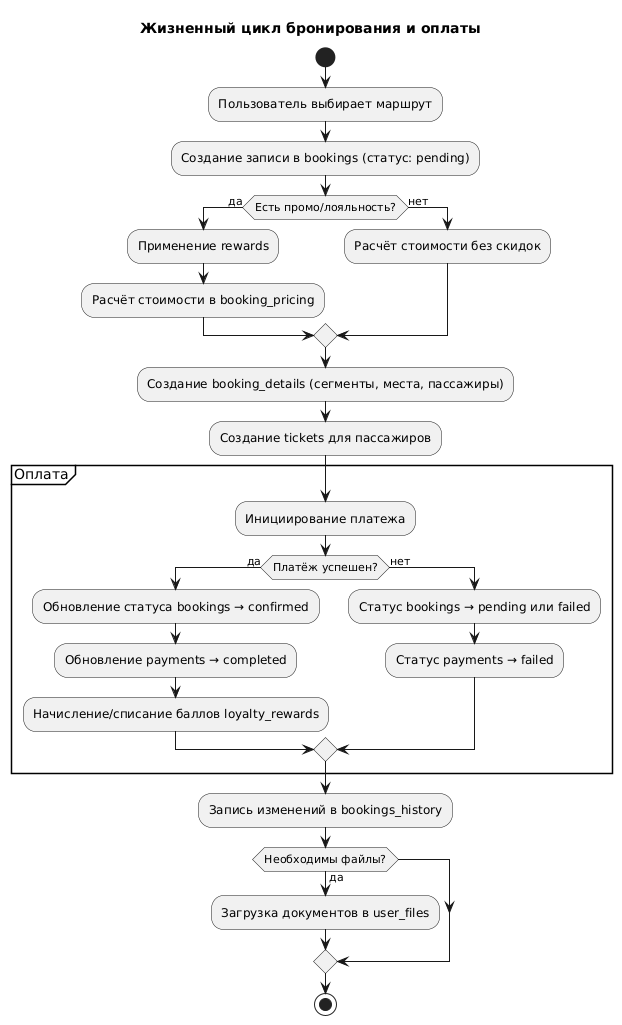 Жизненный цикл бронирования и оплаты
Пользователь выбирает маршрут
Создание записи в bookings (статус: pending)
да
Есть промо/лояльность?
нет
Применение rewards
Расчёт стоимости без скидок
Расчёт стоимости в booking_pricing
Создание booking_details (сегменты, места, пассажиры)
Создание tickets для пассажиров
Оплата
Инициирование платежа
да
Платёж успешен?
нет
Обновление статуса bookings → confirmed
Статус bookings → pending или failed
Обновление payments → completed
Статус payments → failed
Начисление/списание баллов loyalty_rewards
Запись изменений в bookings_history
Необходимы файлы?
да
Загрузка документов в user_files